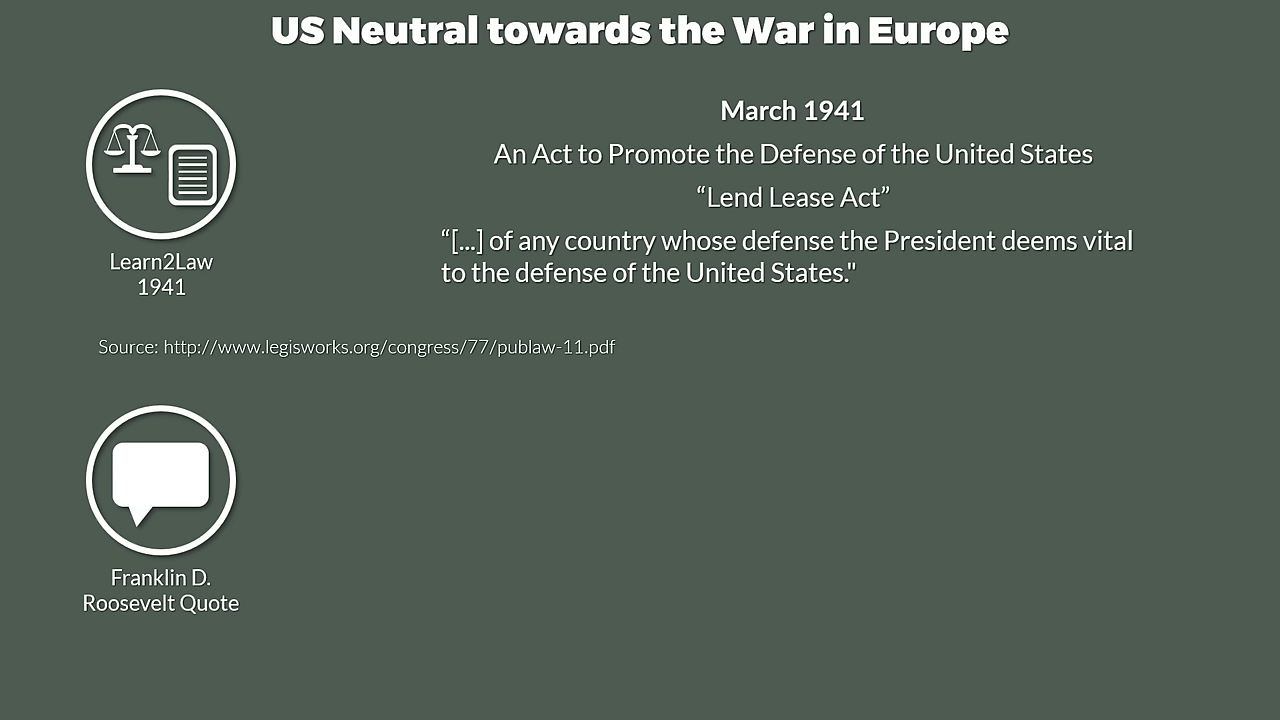 US Neutral towards the War in Europe
March 1941
An Act to Promote the Defense of the United States
“Lend Lease Act”
“[...] of any country whose defense the President deems vital
to the defense of the United States."
Learn2Law
1941
Source: http://www.legisworks.org/congress/77/publaw-11.pdf
Franklin D.
Roosevelt Quote